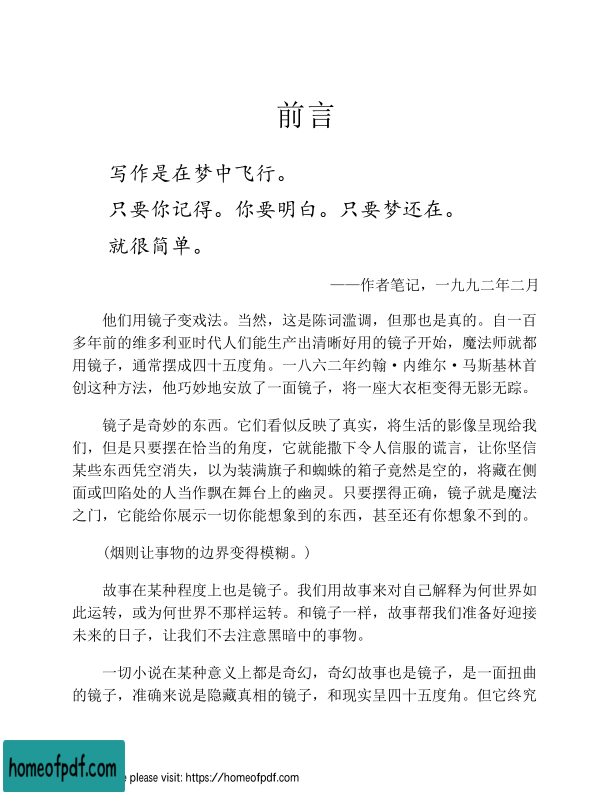 前言
写作是在梦中飞行。
只要你记得。你要明白。只要梦还在。
就很简单。
——作者笔记，一九九二年二月
他们用镜子变戏法。当然，这是陈词滥调，但那也是真的。自一百
多年前的维多利亚时代人们能生产出清晰好用的镜子开始，魔法师就都
用镜子，通常摆成四十五度角。一八六二年约翰·内维尔·马斯基林首
创这种方法，他巧妙地安放了一面镜子，将一座大衣柜变得无影无踪。
镜子是奇妙的东西。它们看似反映了真实，将生活的影像呈现给我
们，但是只要摆在恰当的角度，它就能撒下令人信服的谎言，让你坚信
某些东西凭空消失，以为装满旗子和蜘蛛的箱子竟然是空的，将藏在侧
面或凹陷处的人当作飘在舞台上的幽灵。只要摆得正确，镜子就是魔法
之门，它能给你展示一切你能想象到的东西，甚至还有你想象不到的。
(烟则让事物的边界变得模糊。)
故事在某种程度上也是镜子。我们用故事来对自己解释为何世界如
此运转，或为何世界不那样运转。和镜子一样，故事帮我们准备好迎接
未来的日子，让我们不去注意黑暗中的事物。
一切小说在某种意义上都是奇幻，奇幻故事也是镜子，是一面扭曲
的镜子，准确来说是隐藏真相的镜子，和现实呈四十五度角。但它终究
homeofpdf.com
e please visit: https://homeofpdf.com